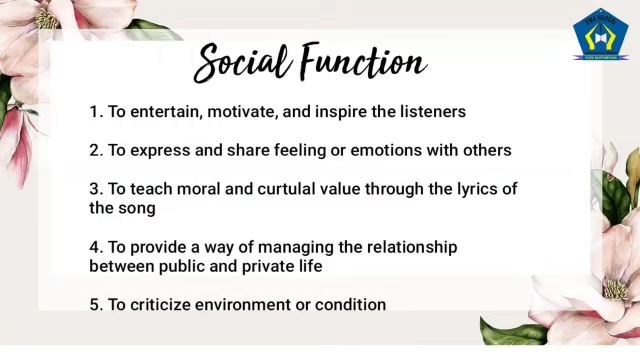 SMA NEGERI
Social Function
1. To entertain, motivate, and inspire the listeners
2. To express and share feeling or emotions with others
3. To teach moral and curtulal value through the lyrics of
the song
4. To provide a way of managing the relationship
between public and private life
5. To criticize environment or condition